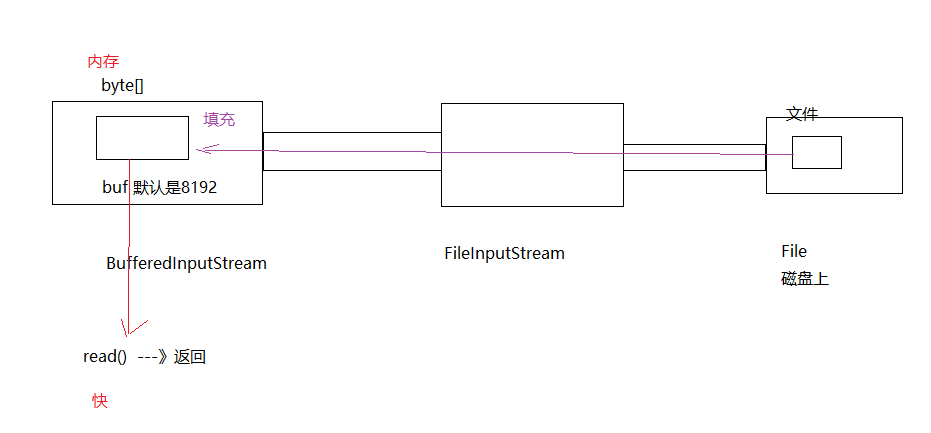 内存
byte[]
填充
文件
buf 默认是8192
BufferedInputStream
FileInputStream
File
磁盘上
read() ---》返回
快